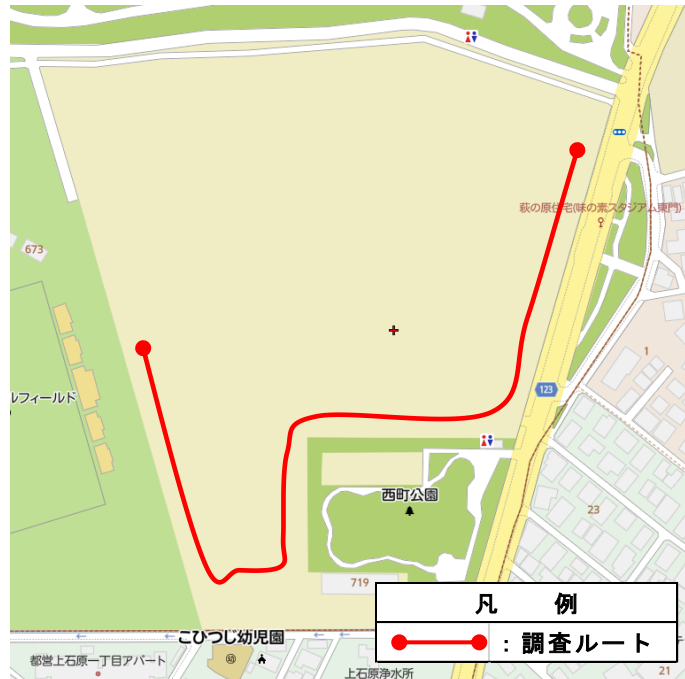 萩の原住宅(味の素スタジアム東門)
673
1
ルフィールド
123
西町公園
23
719
凡 例
：調査ルート
こひつじ幼児園
都営上石原一丁目アパート
上石原浄水所
21